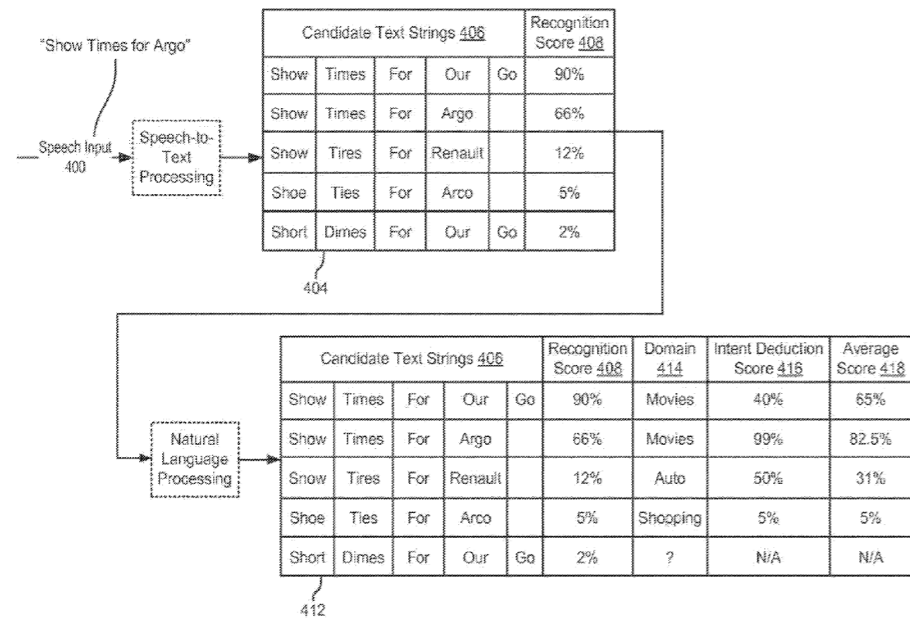 "Show Times for Argo"
Speech Input
400
Speech-to-
Text
Processing
Candidate Text Strings 406 Recognition
Score 408
Show Times For Our Go 90%
Show Times For Argo 66%
Snow Tires For Renault 12%
Shoe Ties For Arco 5%
Short Dimes For Our Go 2%
404
Natural
Language
Processing
Candidate Text Strings 406 Recognition Domain Intent Deduction Average
Score 408 414 Score 416 Score 418
Show Times For Our Go 90% Movies 40% 65%
Show Times For Argo 66% Movies 99% 82.5%
Snow Tires For Renault 12% Auto 50% 31%
Shoe Ties For Arco 5% Shopping 5% 5%
Short Dimes For Our Go 2% ? N/A N/A
412